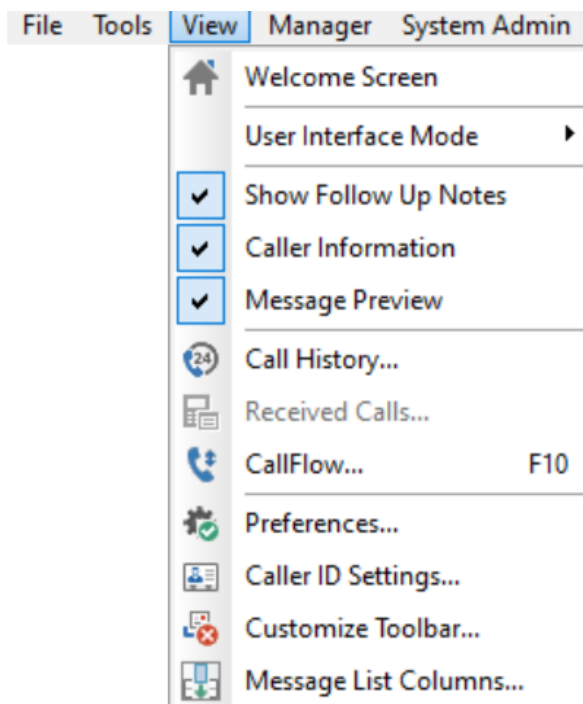 File Tools View Manager System Admin
Welcome Screen
User Interface Mode
Show Follow Up Notes
Caller Information
Message Preview
24
Call History...
Received Calls...
CallFlow... F10
Preferences...
Caller ID Settings...
Customize Toolbar...
Message List Columns...